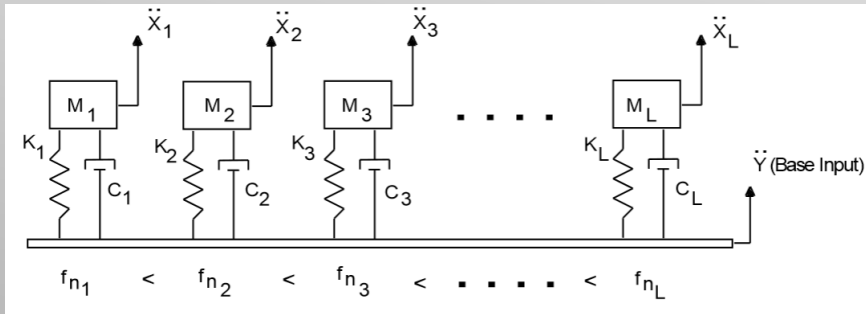 Ẍ1 Ẍ2 Ẍ3 ẌL
M1 M2 M3 . . . . ML
K1 K2 K3 KL
C1 C2 C3 CL
Ÿ (Base Input)
fn1 < fn2 < fn3 < . . . . < fnL